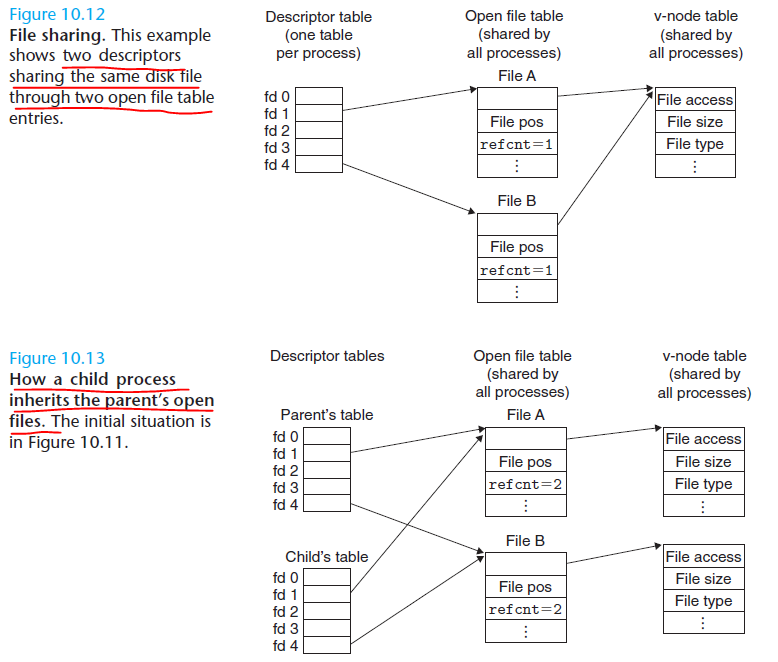 Figure 10.12
File sharing. This example
shows two descriptors
sharing the same disk file
through two open file table
entries.
Descriptor table
(one table
per process)
Open file table
(shared by
all processes)
v-node table
(shared by
all processes)
File A
fd 0
fd 1
fd 2
fd 3
fd 4
File pos
refcnt=1
⋮
File access
File size
File type
⋮
File B
File pos
refcnt=1
⋮
Figure 10.13
How a child process
inherits the parent's open
files. The initial situation is
in Figure 10.11.
Descriptor tables
Open file table
(shared by
all processes)
v-node table
(shared by
all processes)
Parent's table
fd 0
fd 1
fd 2
fd 3
fd 4
File A
File pos
refcnt=2
⋮
File access
File size
File type
⋮
Child's table
fd 0
fd 1
fd 2
fd 3
fd 4
File B
File pos
refcnt=2
⋮
File access
File size
File type
⋮